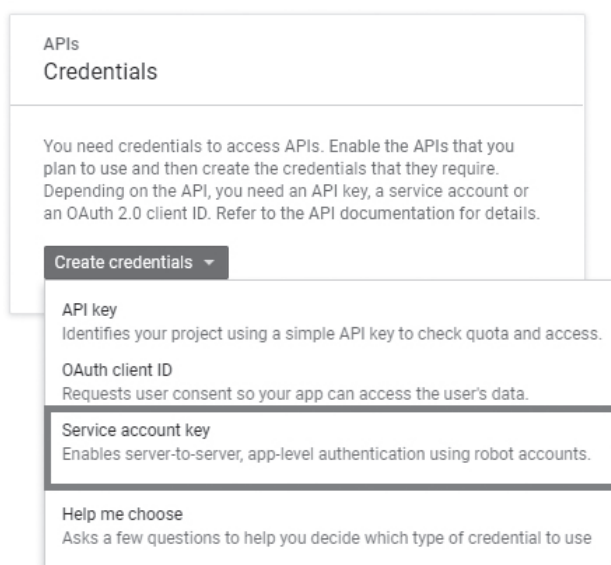 APIs
Credentials
You need credentials to access APIs. Enable the APIs that you
plan to use and then create the credentials that they require.
Depending on the API, you need an API key, a service account or
an OAuth 2.0 client ID. Refer to the API documentation for details.
Create credentials
API key
Identifies your project using a simple API key to check quota and access.
OAuth client ID
Requests user consent so your app can access the user's data.
Service account key
Enables server-to-server, app-level authentication using robot accounts.
Help me choose
Asks a few questions to help you decide which type of credential to use